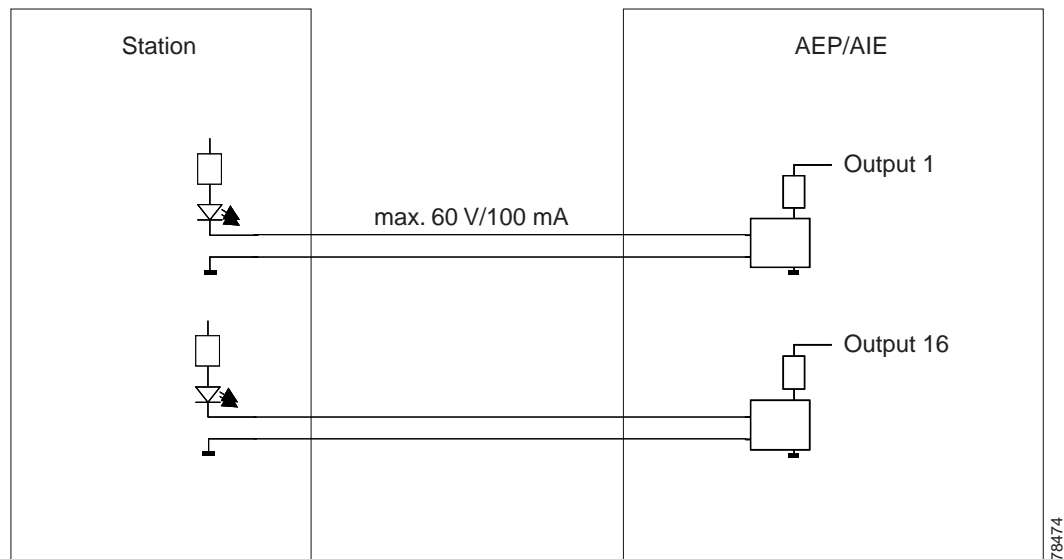 Station
AEP/AIE
Output 1
max. 60 V/100 mA
Output 16
78474